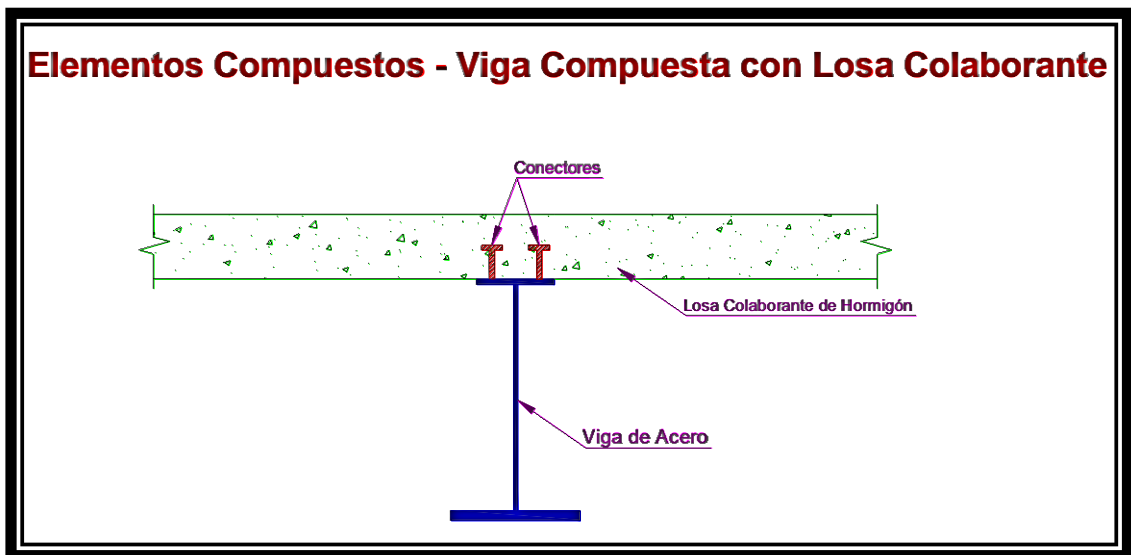 Elementos Compuestos - Viga Compuesta con Losa Colaborante
Conectores
Losa Colaborante de Hormigón
Viga de Acero